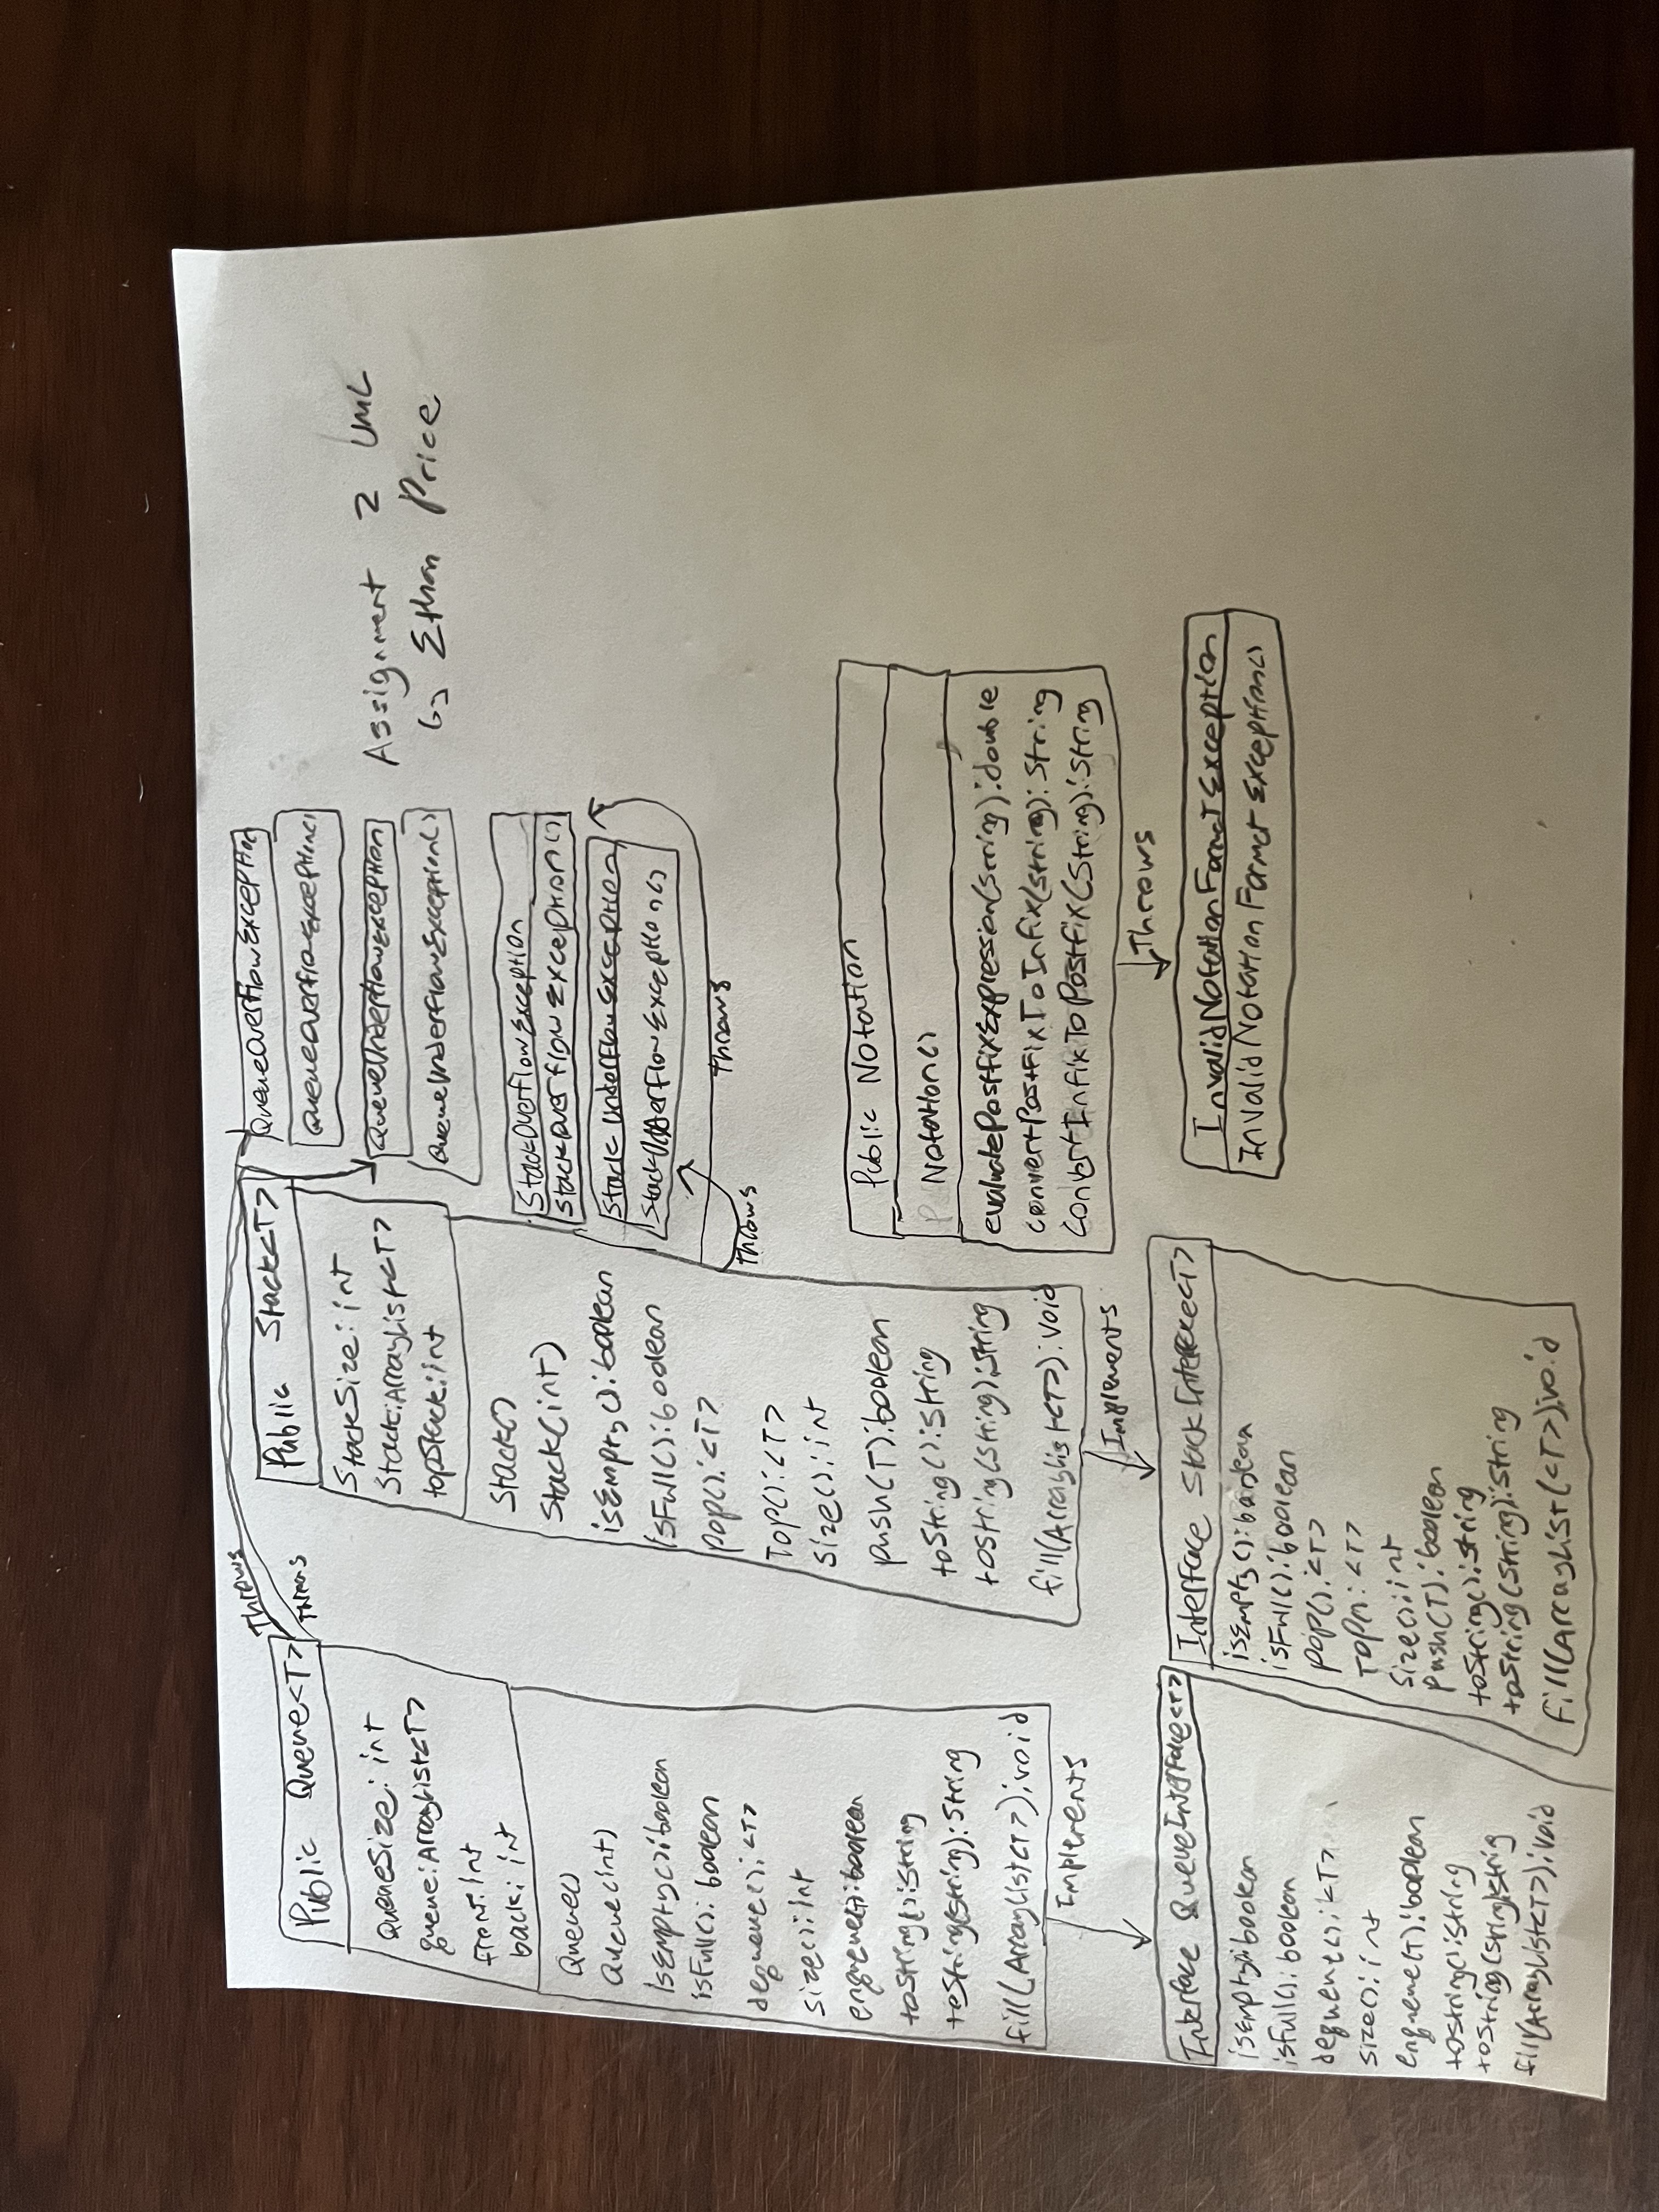 Throws
Throws
Public Queue<T>
QueueSize: int
queue:ArrayList<T>
front:int
back: int
Queue()
Queue(int)
isEmpty():boolean
isFull(): boolean
dequeue():<T>
size():int
enqueue(T):boolean
toString():String
toString(String):String
fill(ArrayList<T>):void
Implements
Interface QueueInterface<T>
isEmpty():boolean
isfull(): boolean
dequeue():<T>
size():int
enqueue(T):boolean
toString():String
toString(String):String
fill(ArrayList<T>):void
Public Stack<T>
StackSize: int
Stack:ArrayList<T>
topStack:int
Stack()
Stack(int)
isEmpty():boolean
isFull():boolean
pop():<T>
Top():<T>
size():int
push(T):boolean
toString():String
toString(String):String
fill(ArrayList<T>):void
Implements
Interface StackInterface<T>
isEmpty():boolean
isFull():boolean
pop():<T>
Top():<T>
size():int
push(T):boolean
toString():String
toString(String):String
fill(ArrayList(<T>):void
QueueOverflowException
QueueOverflowException()
QueueUnderflowException
QueueUnderflowException()
StackOverflowException
StackOverflowException()
StackUnderflowException
Throws
Throws
Public Notation
Notation()
evaluatePostfixExpression(String):double
convertPostfixToInfix(String):String
convertInfixToPostfix(String):String
Throws
InvalidNotationFormatException
InvalidNotationFormatException()
Assignment 2 UML
by Ethan Price